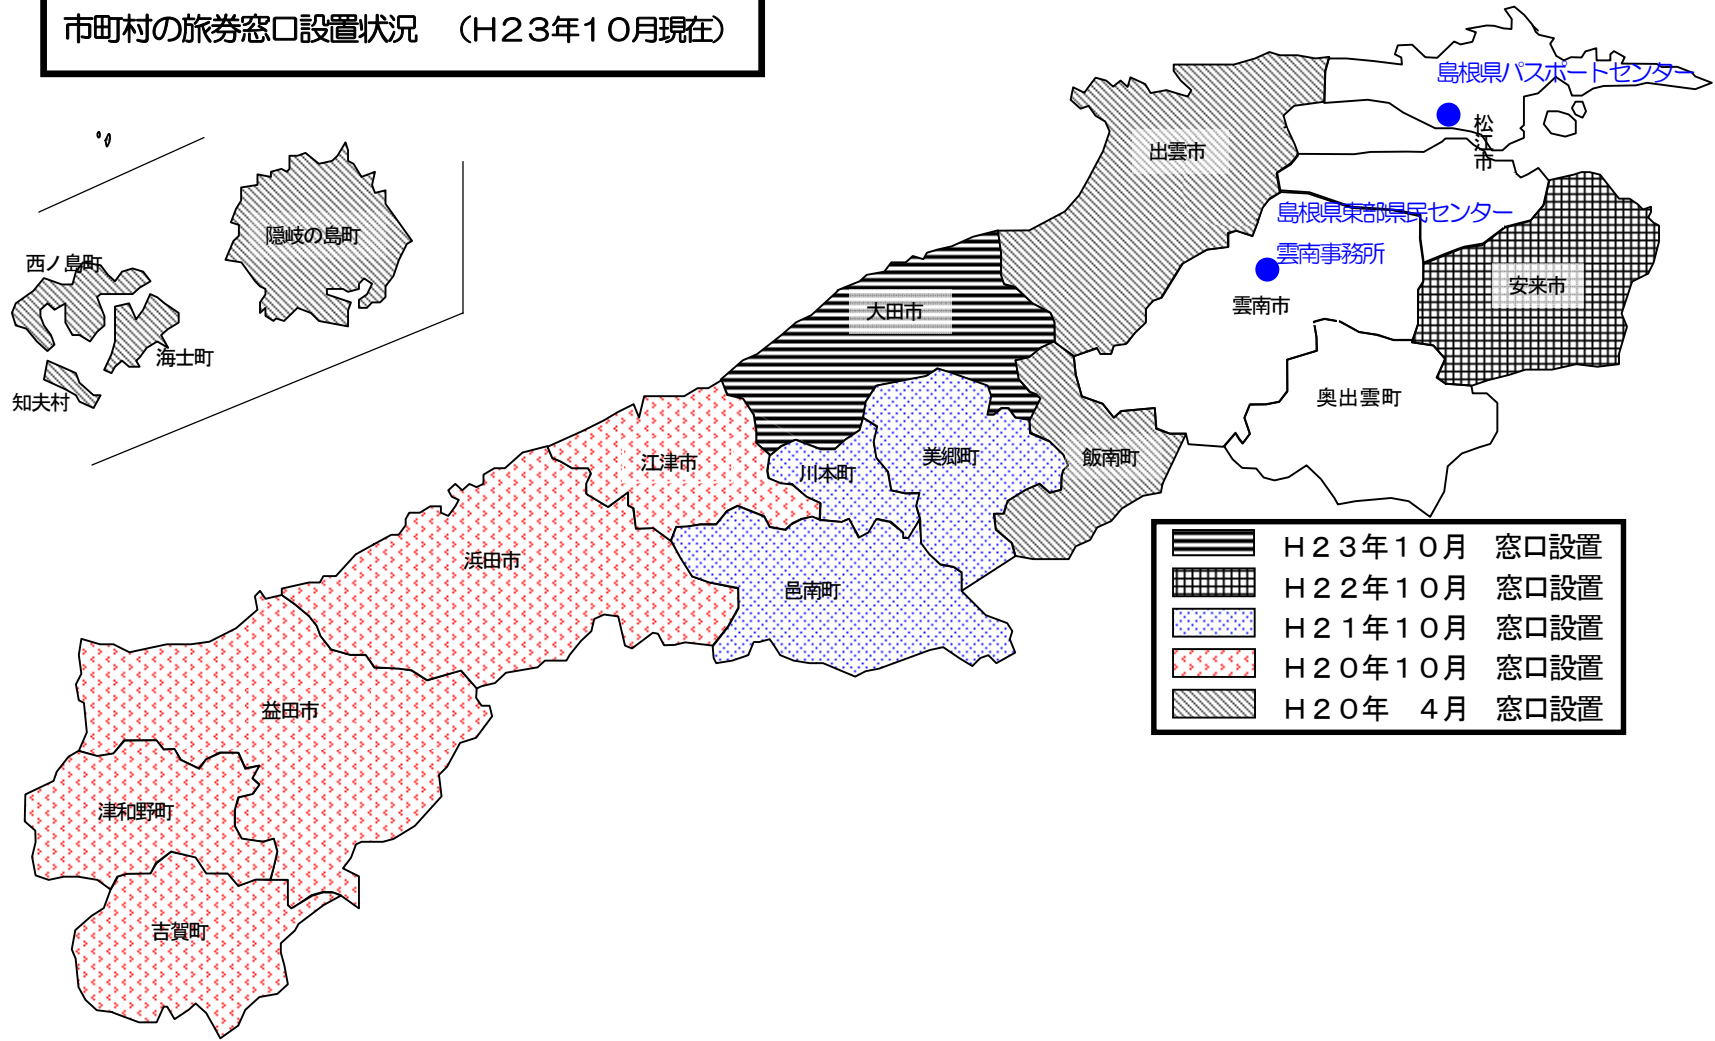 市町村の旅券窓口設置状況　（Ｈ２３年１０月現在）
島根県パスポートセンター
松江市
出雲市
島根県東部県民センター
雲南事務所
隠岐の島町
西ノ島町
安来市
雲南市
大田市
海士町
知夫村
奥出雲町
飯南町
美郷町
江津市
川本町
浜田市
邑南町
益田市
津和野町
吉賀町
Ｈ２３年１０月　窓口設置
Ｈ２２年１０月　窓口設置
Ｈ２１年１０月　窓口設置
Ｈ２０年１０月　窓口設置
Ｈ２０年　４月　窓口設置